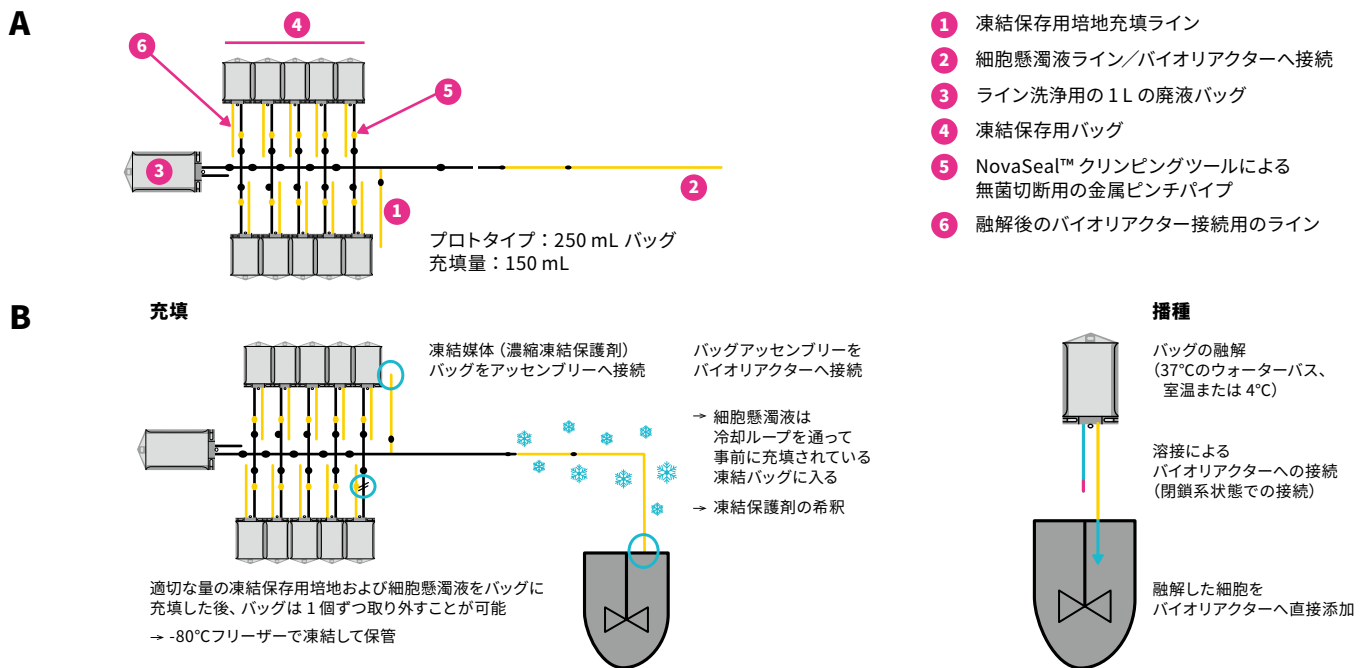 A
4
6
5
3
2
1
プロトタイプ：250 mL バッグ
充填量：150 mL
1 凍結保存用培地充填ライン
2 細胞懸濁液ライン／バイオリアクターへ接続
3 ライン洗浄用の 1 L の廃液バッグ
4 凍結保存用バッグ
5 NovaSeal™ クリンピングツールによる
無菌切断用の金属ピンチパイプ
6 融解後のバイオリアクター接続用のライン
B
充填
凍結媒体（濃縮凍結保護剤）
バッグをアッセンブリーへ接続
バッグアッセンブリーを
バイオリアクターへ接続
→ 細胞懸濁液は
冷却ループを通って
事前に充填されている
凍結バッグに入る
→ 凍結保護剤の希釈
適切な量の凍結保存用培地および細胞懸濁液をバッグに
充填した後、バッグは 1 個ずつ取り外すことが可能
→ -80℃フリーザーで凍結して保管
播種
バッグの融解
（37℃のウォーターバス、
室温または 4℃）
溶接による
バイオリアクターへの接続
（閉鎖系状態での接続）
融解した細胞を
バイオリアクターへ直接添加